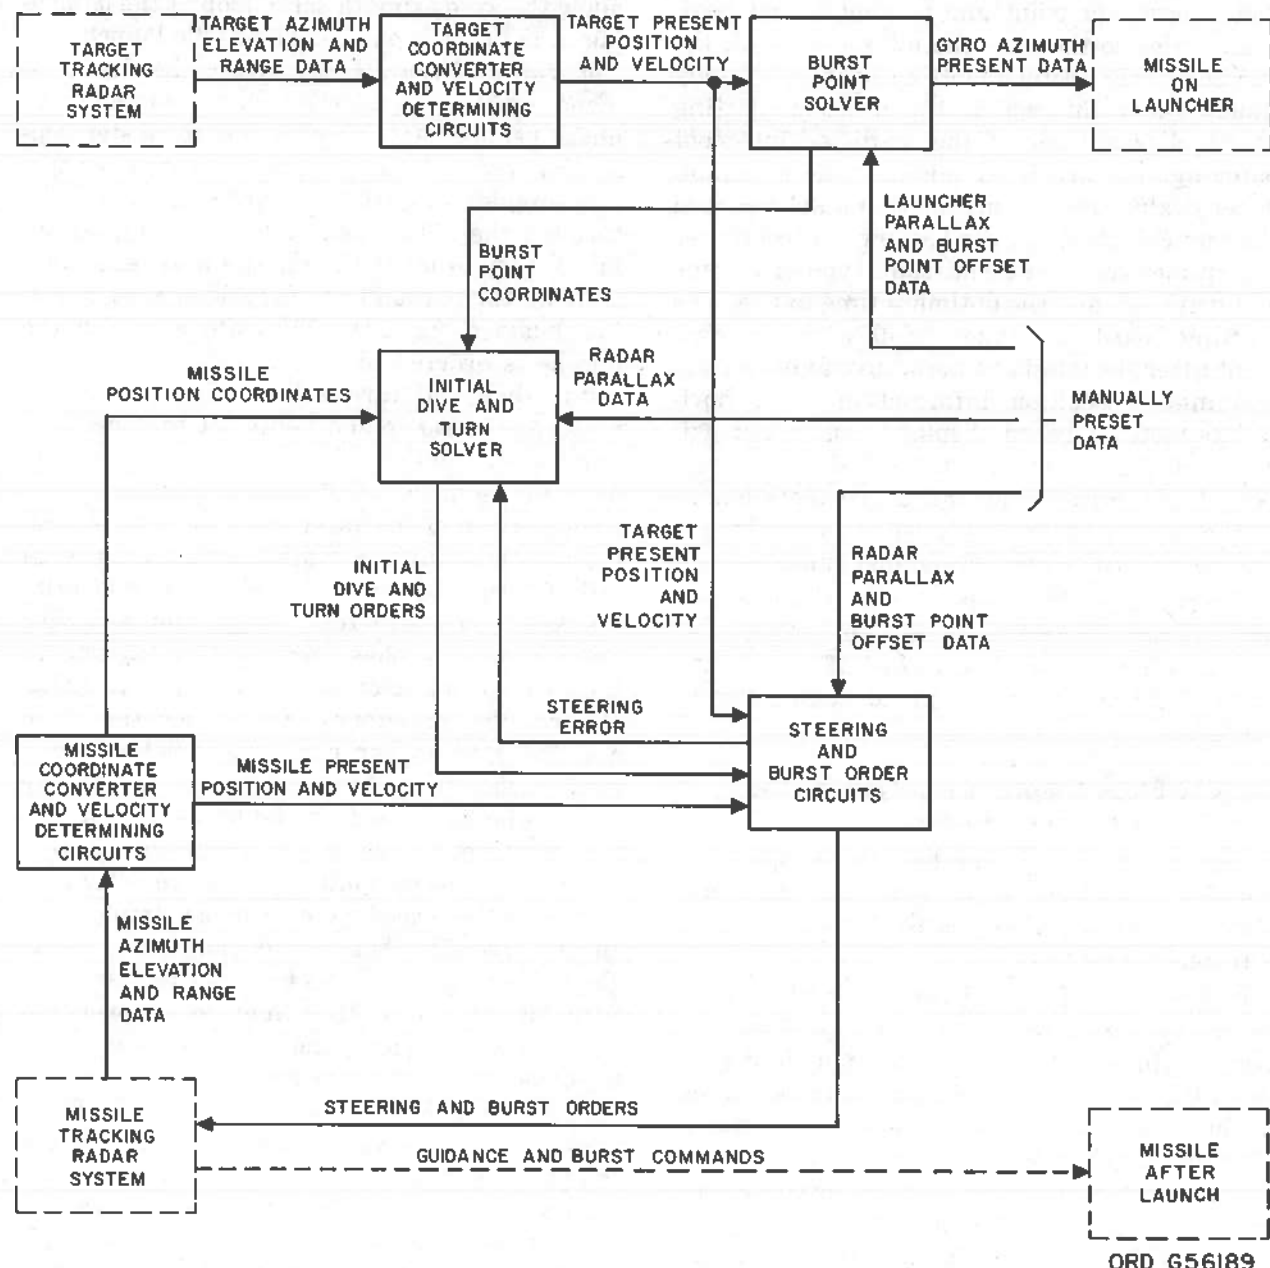 TARGET
TRACKING
RADAR
SYSTEM
TARGET AZIMUTH
ELEVATION AND
RANGE DATA
TARGET
COORDINATE
CONVERTER
AND VELOCITY
DETERMINING
CIRCUITS
TARGET PRESENT
POSITION
AND VELOCITY
BURST
POINT
SOLVER
GYRO AZIMUTH
PRESENT DATA
MISSILE
ON
LAUNCHER
BURST
POINT
COORDINATES
LAUNCHER
PARALLAX
AND BURST
POINT OFFSET
DATA
MISSILE
POSITION COORDINATES
INITIAL
DIVE AND
TURN
SOLVER
RADAR
PARALLAX
DATA
MANUALLY
PRESET
DATA
INITIAL
DIVE AND
TURN ORDERS
TARGET
PRESENT
POSITION
AND
VELOCITY
RADAR
PARALLAX
AND
BURST POINT
OFFSET DATA
STEERING
ERROR
STEERING
AND
BURST ORDER
CIRCUITS
MISSILE
COORDINATE
CONVERTER
AND VELOCITY
DETERMINING
CIRCUITS
MISSILE PRESENT
POSITION AND VELOCITY
MISSILE
AZIMUTH
ELEVATION
AND RANGE
DATA
MISSILE
TRACKING
RADAR
SYSTEM
STEERING AND BURST ORDERS
GUIDANCE AND BURST COMMANDS
MISSILE
AFTER
LAUNCH
ORD G56189